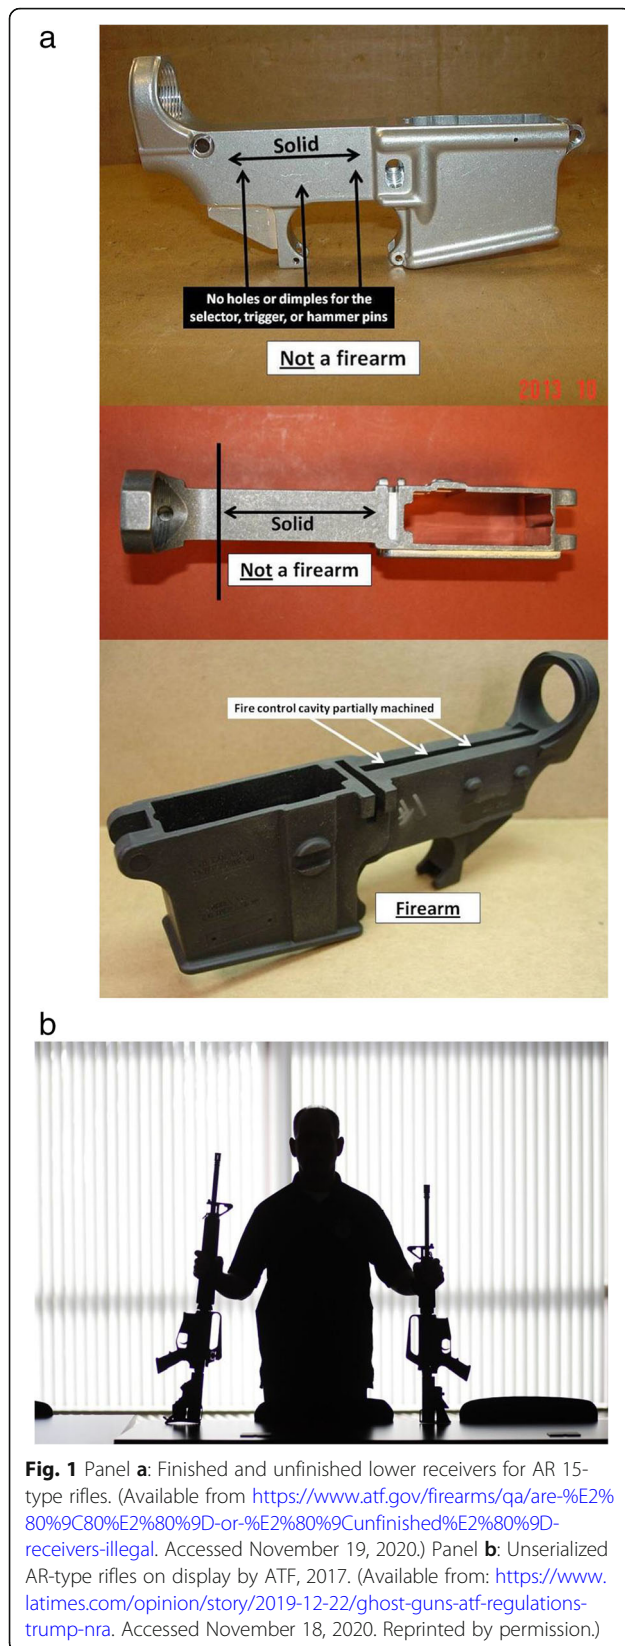 a
Solid
No holes or dimples for the
selector, trigger, or hammer pins
Not a firearm
2013 10
Solid
Not a firearm
Fire control cavity partially machined
Firearm
b
Fig. 1 Panel a: Finished and unfinished lower receivers for AR 15-
type rifles. (Available from https://www.atf.gov/firearms/qa/are-%E2%
80%9C80%E2%80%9D-or-%E2%80%9Cunfinished%E2%80%9D-
receivers-illegal. Accessed November 19, 2020.) Panel b: Unserialized
AR-type rifles on display by ATF, 2017. (Available from: https://www.
latimes.com/opinion/story/2019-12-22/ghost-guns-atf-regulations-
trump-nra. Accessed November 18, 2020. Reprinted by permission.)